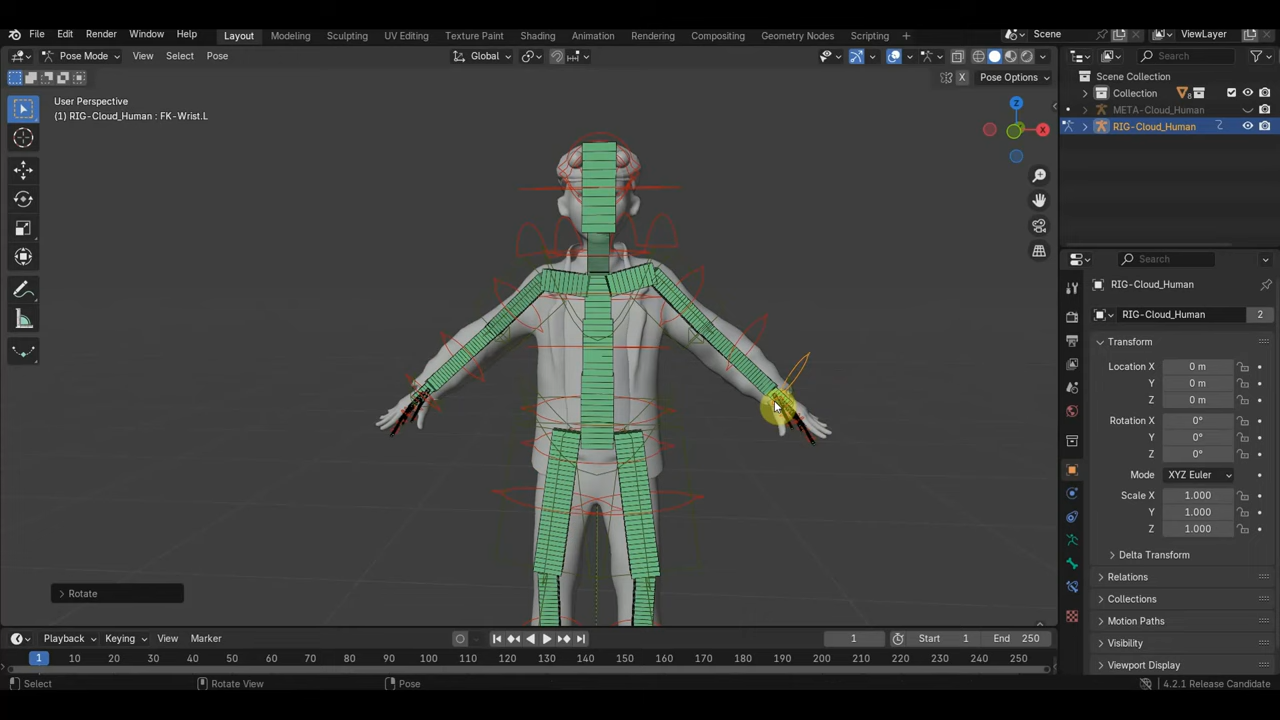 File Edit Render Window Help Layout Modeling Sculpting UV Editing Texture Paint Shading Animation Rendering Compositing Geometry Nodes Scripting Scene ViewLayer
Pose Mode View Select Pose Global Search
X Pose Options
Scene Collection
User Perspective
(1) RIG-Cloud_Human : FK-Wrist.L
Collection 8
META-Cloud_Human
RIG-Cloud_Human
Z
X
Search
RIG-Cloud_Human
RIG-Cloud_Human 2
Transform
Location X 0 m
Y 0 m
Z 0 m
Rotation X 0°
Y 0°
Z 0°
Mode XYZ Euler
Scale X 1.000
Y 1.000
Z 1.000
Delta Transform
Relations
Collections
Motion Paths
Visibility
Viewport Display
Rotate
Playback Keying View Marker 1 Start 1 End 250
1 10 20 30 40 50 60 70 80 90 100 110 120 130 140 150 160 170 180 190 200 210 220 230 240 250
Select Rotate View Pose 4.2.1 Release Candidate